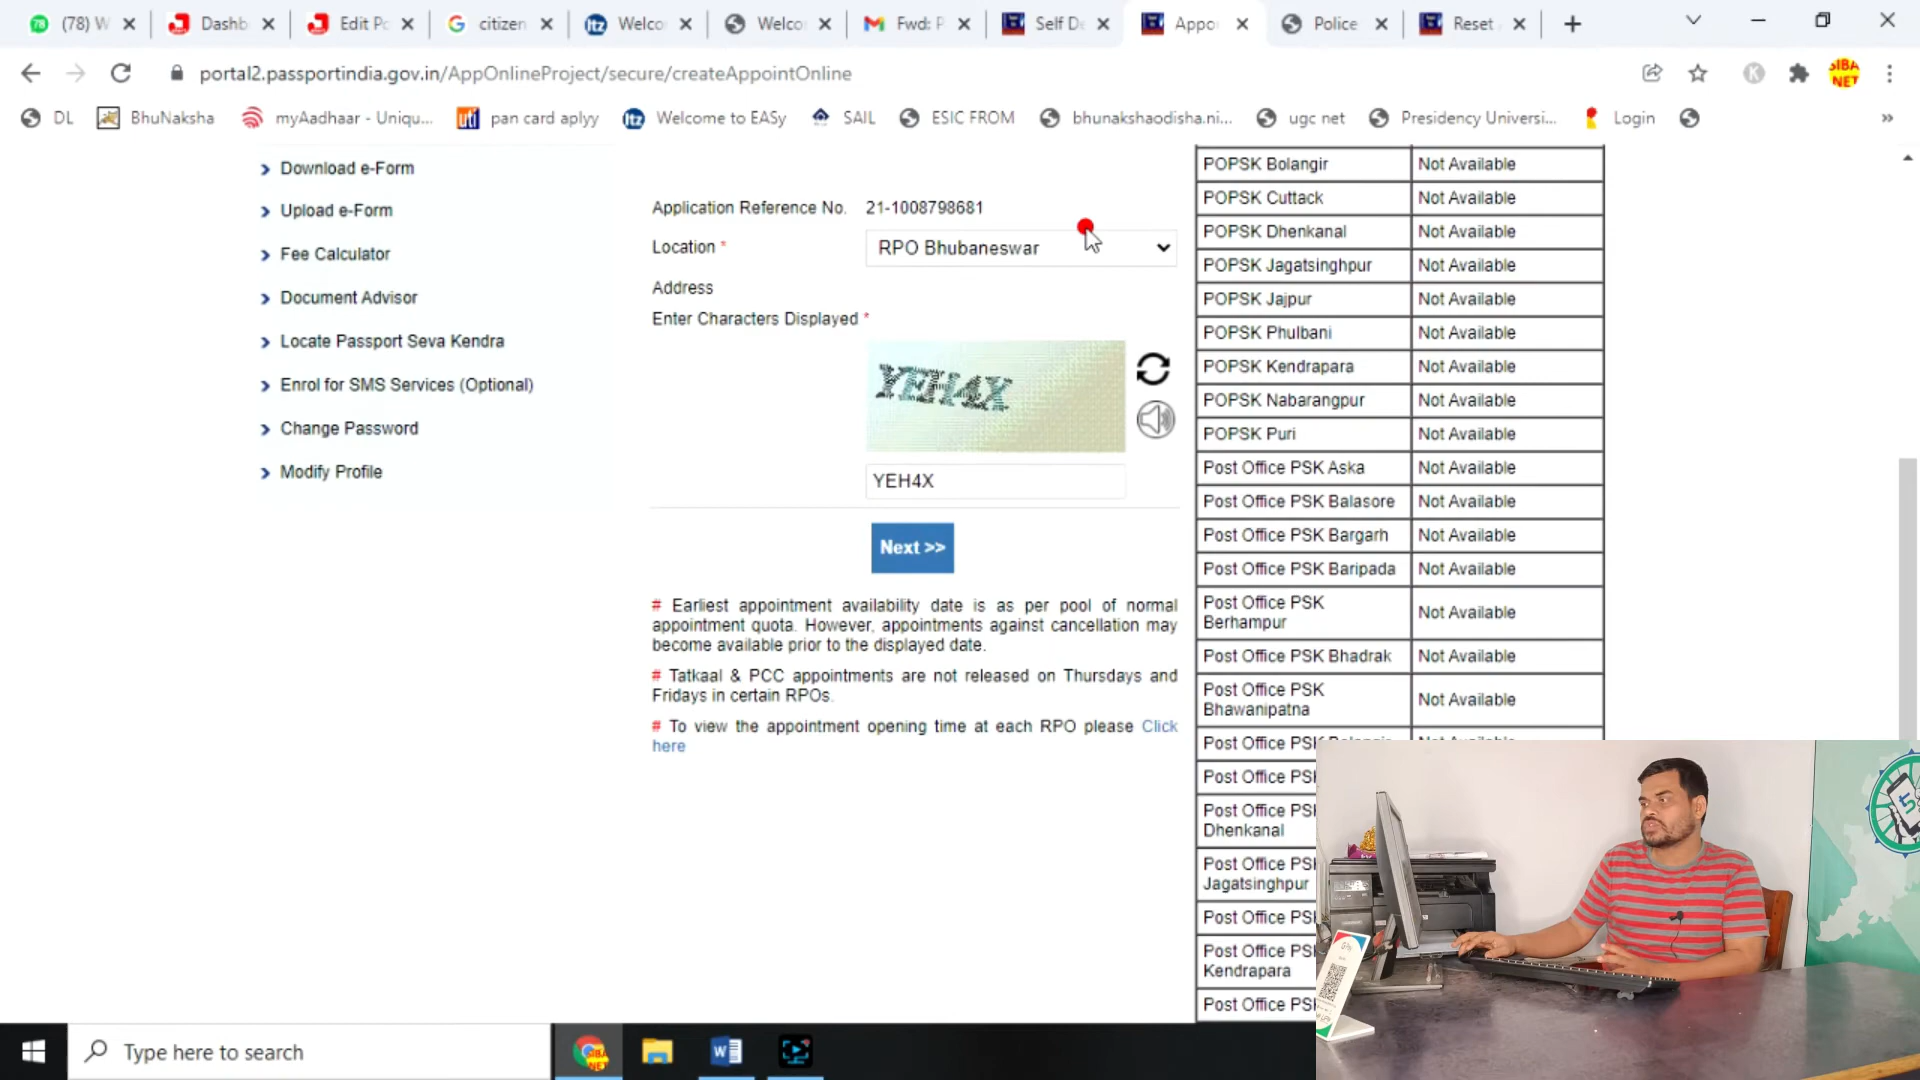 (78) W
Dashb
Edit Po
citizen
Welco
Welco
Fwd: P
Self De
Appo
Police
Reset
portal2.passportindia.gov.in/AppOnlineProject/secure/createAppointOnline
SIBA
NET
DL
BhuNaksha
myAadhaar - Uniqu...
uti
pan card aplyy
itz
Welcome to EASy
SAIL
ESIC FROM
bhunakshaodisha.ni...
ugc net
Presidency Universi...
Login
»
Download e-Form
Upload e-Form
Fee Calculator
Document Advisor
Locate Passport Seva Kendra
Enrol for SMS Services (Optional)
Change Password
Modify Profile
Application Reference No. 21-1008798681
Location * RPO Bhubaneswar
Address
Enter Characters Displayed *
YEH4X
YEH4X
Next >>
# Earliest appointment availability date is as per pool of normal
appointment quota. However, appointments against cancellation may
become available prior to the displayed date.
# Tatkaal & PCC appointments are not released on Thursdays and
Fridays in certain RPOs.
# To view the appointment opening time at each RPO please Click
here
POPSK Bolangir Not Available
POPSK Cuttack Not Available
POPSK Dhenkanal Not Available
POPSK Jagatsinghpur Not Available
POPSK Jajpur Not Available
POPSK Phulbani Not Available
POPSK Kendrapara Not Available
POPSK Nabarangpur Not Available
POPSK Puri Not Available
Post Office PSK Aska Not Available
Post Office PSK Balasore Not Available
Post Office PSK Bargarh Not Available
Post Office PSK Baripada Not Available
Post Office PSK
Berhampur Not Available
Post Office PSK Bhadrak Not Available
Post Office PSK
Bhawanipatna Not Available
Post Office PSK
Post Office PS
Post Office PS
Dhenkanal
Post Office PS
Jagatsinghpur
Post Office PS
Post Office PS
Kendrapara
Post Office PS
Type here to search